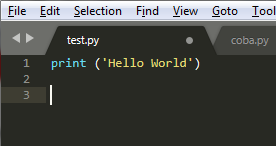 File Edit Selection Find View Goto Tool
test.py coba.py
1 print ('Hello World')
2
3